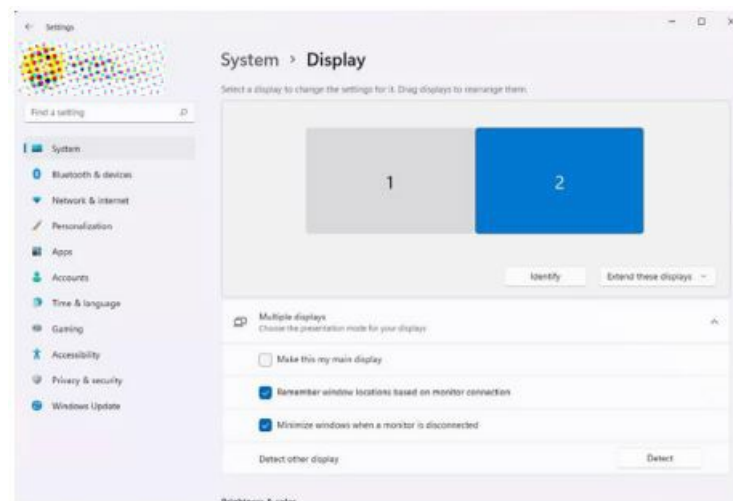 Settings
System > Display
Select a display to change the settings for it. Drag displays to rearrange them.
Find a setting
System
Bluetooth & devices
Network & internet
Personalization
Apps
Accounts
Time & language
Gaming
Accessibility
Privacy & security
Windows Update
1
2
Identify
Extend these displays
Multiple displays
Choose the presentation mode for your displays
Make this my main display
Remember window locations based on monitor connection
Minimize windows when a monitor is disconnected
Detect other display
Detect
Brightness & color